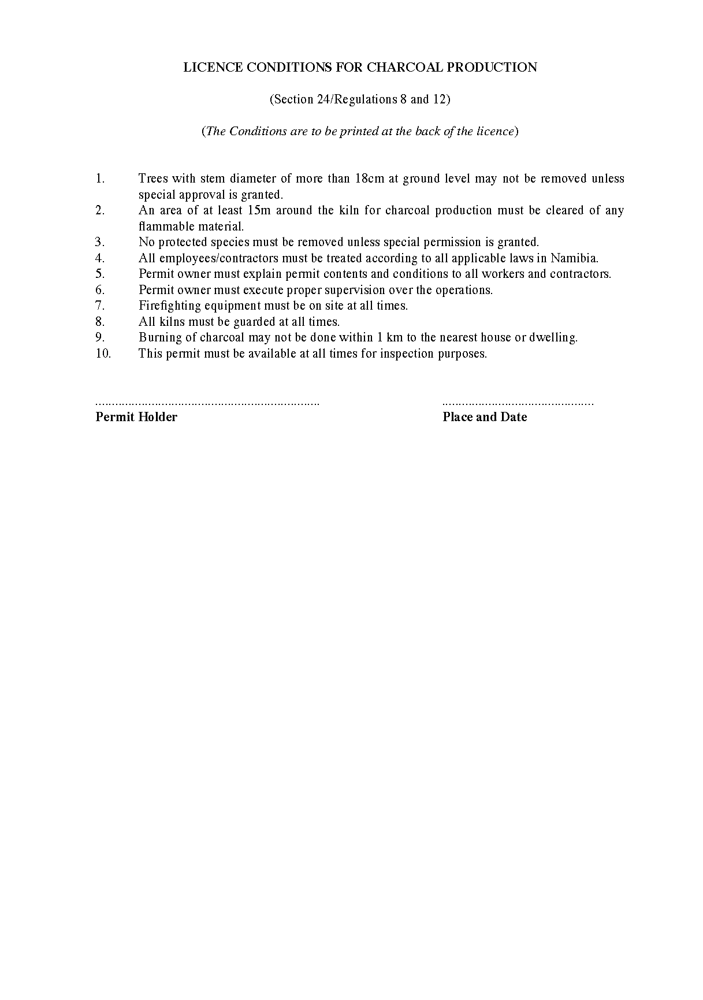 LICENCE CONDITIONS FOR CHARCOAL PRODUCTION
(Section 24/Regulations 8 and 12)
(The Conditions are to be printed at the back of the licence)
1. Trees with stem diameter of more than 18cm at ground level may not be removed unless
special approval is granted.
2. An area of at least 15m around the kiln for charcoal production must be cleared of any
flammable material.
3. No protected species must be removed unless special permission is granted.
4. All employees/contractors must be treated according to all applicable laws in Namibia.
5. Permit owner must explain permit contents and conditions to all workers and contractors.
6. Permit owner must execute proper supervision over the operations.
7. Firefighting equipment must be on site at all times.
8. All kilns must be guarded at all times.
9. Burning of charcoal may not be done within 1 km to the nearest house or dwelling.
10. This permit must be available at all times for inspection purposes.
.................................................................... ..............................................
Permit Holder Place and Date